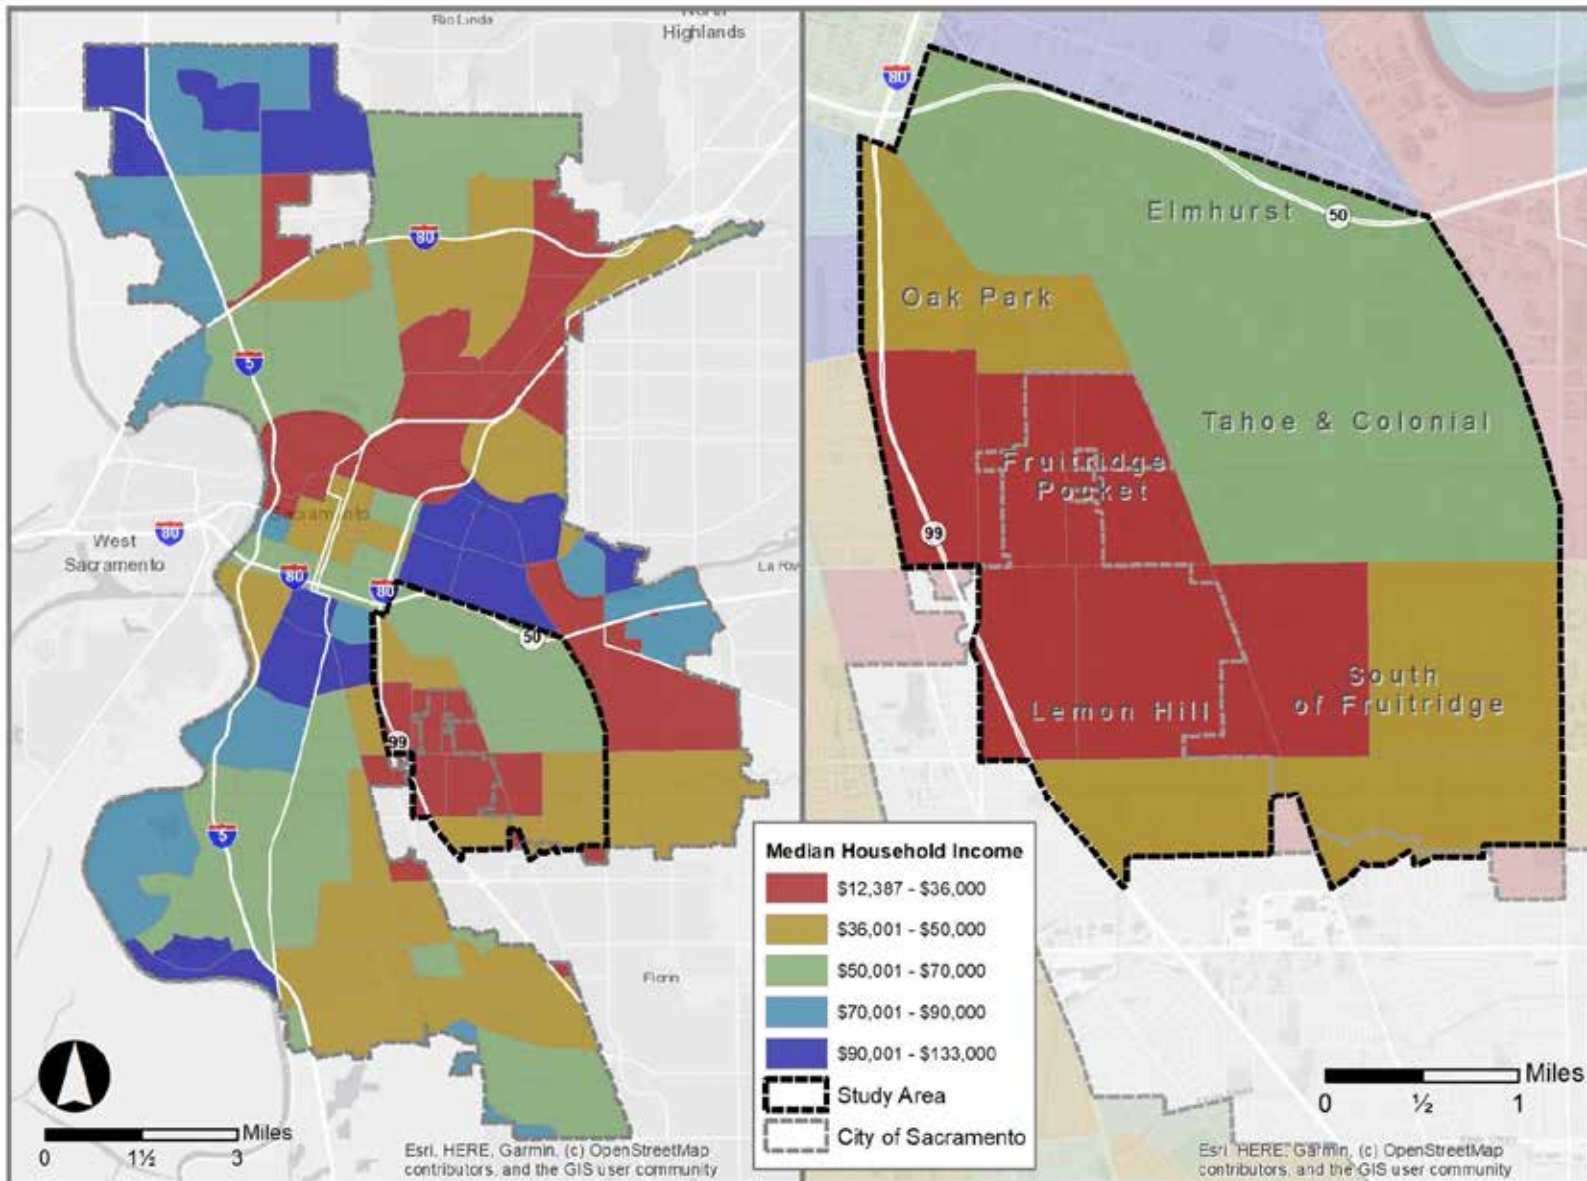 Rio Linda
North
Highlands
80
5
West
Sacramento
80
Sacramento
80
80
La Riv
50
99
5
Florin
Miles
0 1½ 3
Esri, HERE, Garmin, (c) OpenStreetMap
contributors, and the GIS user community
Median Household Income
$12,387 - $36,000
$36,001 - $50,000
$50,001 - $70,000
$70,001 - $90,000
$90,001 - $133,000
Study Area
City of Sacramento
80
Elmhurst
50
Oak Park
Tahoe & Colonial
Fruitridge
Pocket
99
South
of Fruitridge
Lemon Hill
Miles
0 ½ 1
Esri, HERE, Garmin, (c) OpenStreetMap
contributors, and the GIS user community